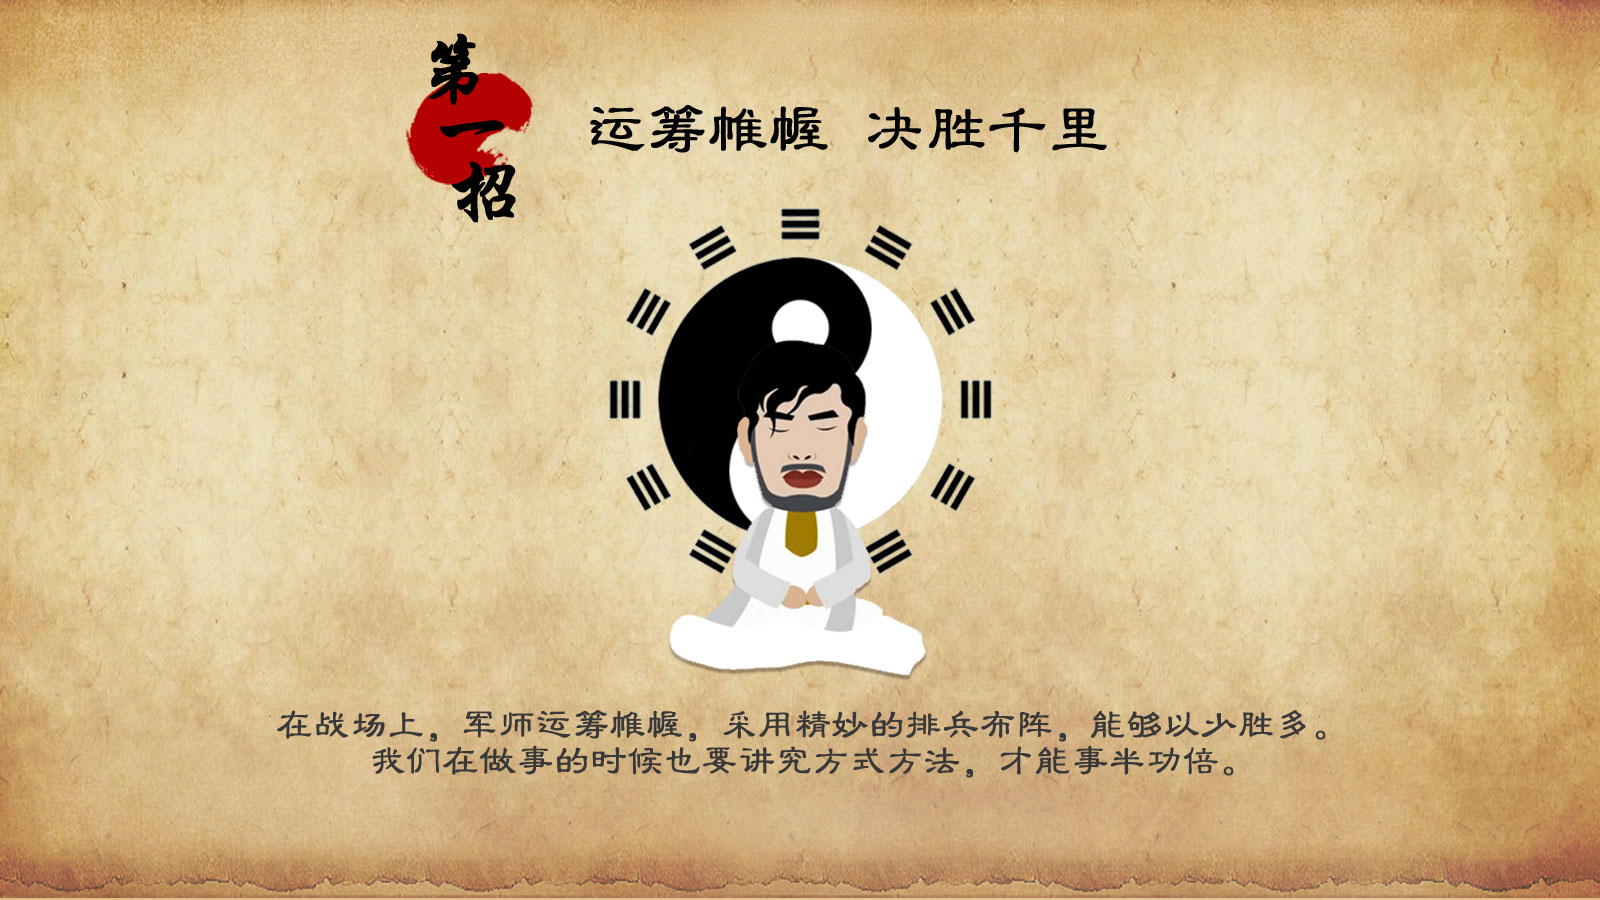 第一招
运筹帷幄 决胜千里
在战场上，军师运筹帷幄，采用精妙的排兵布阵，能够以少胜多。
我们在做事的时候也要讲究方式方法，才能事半功倍。